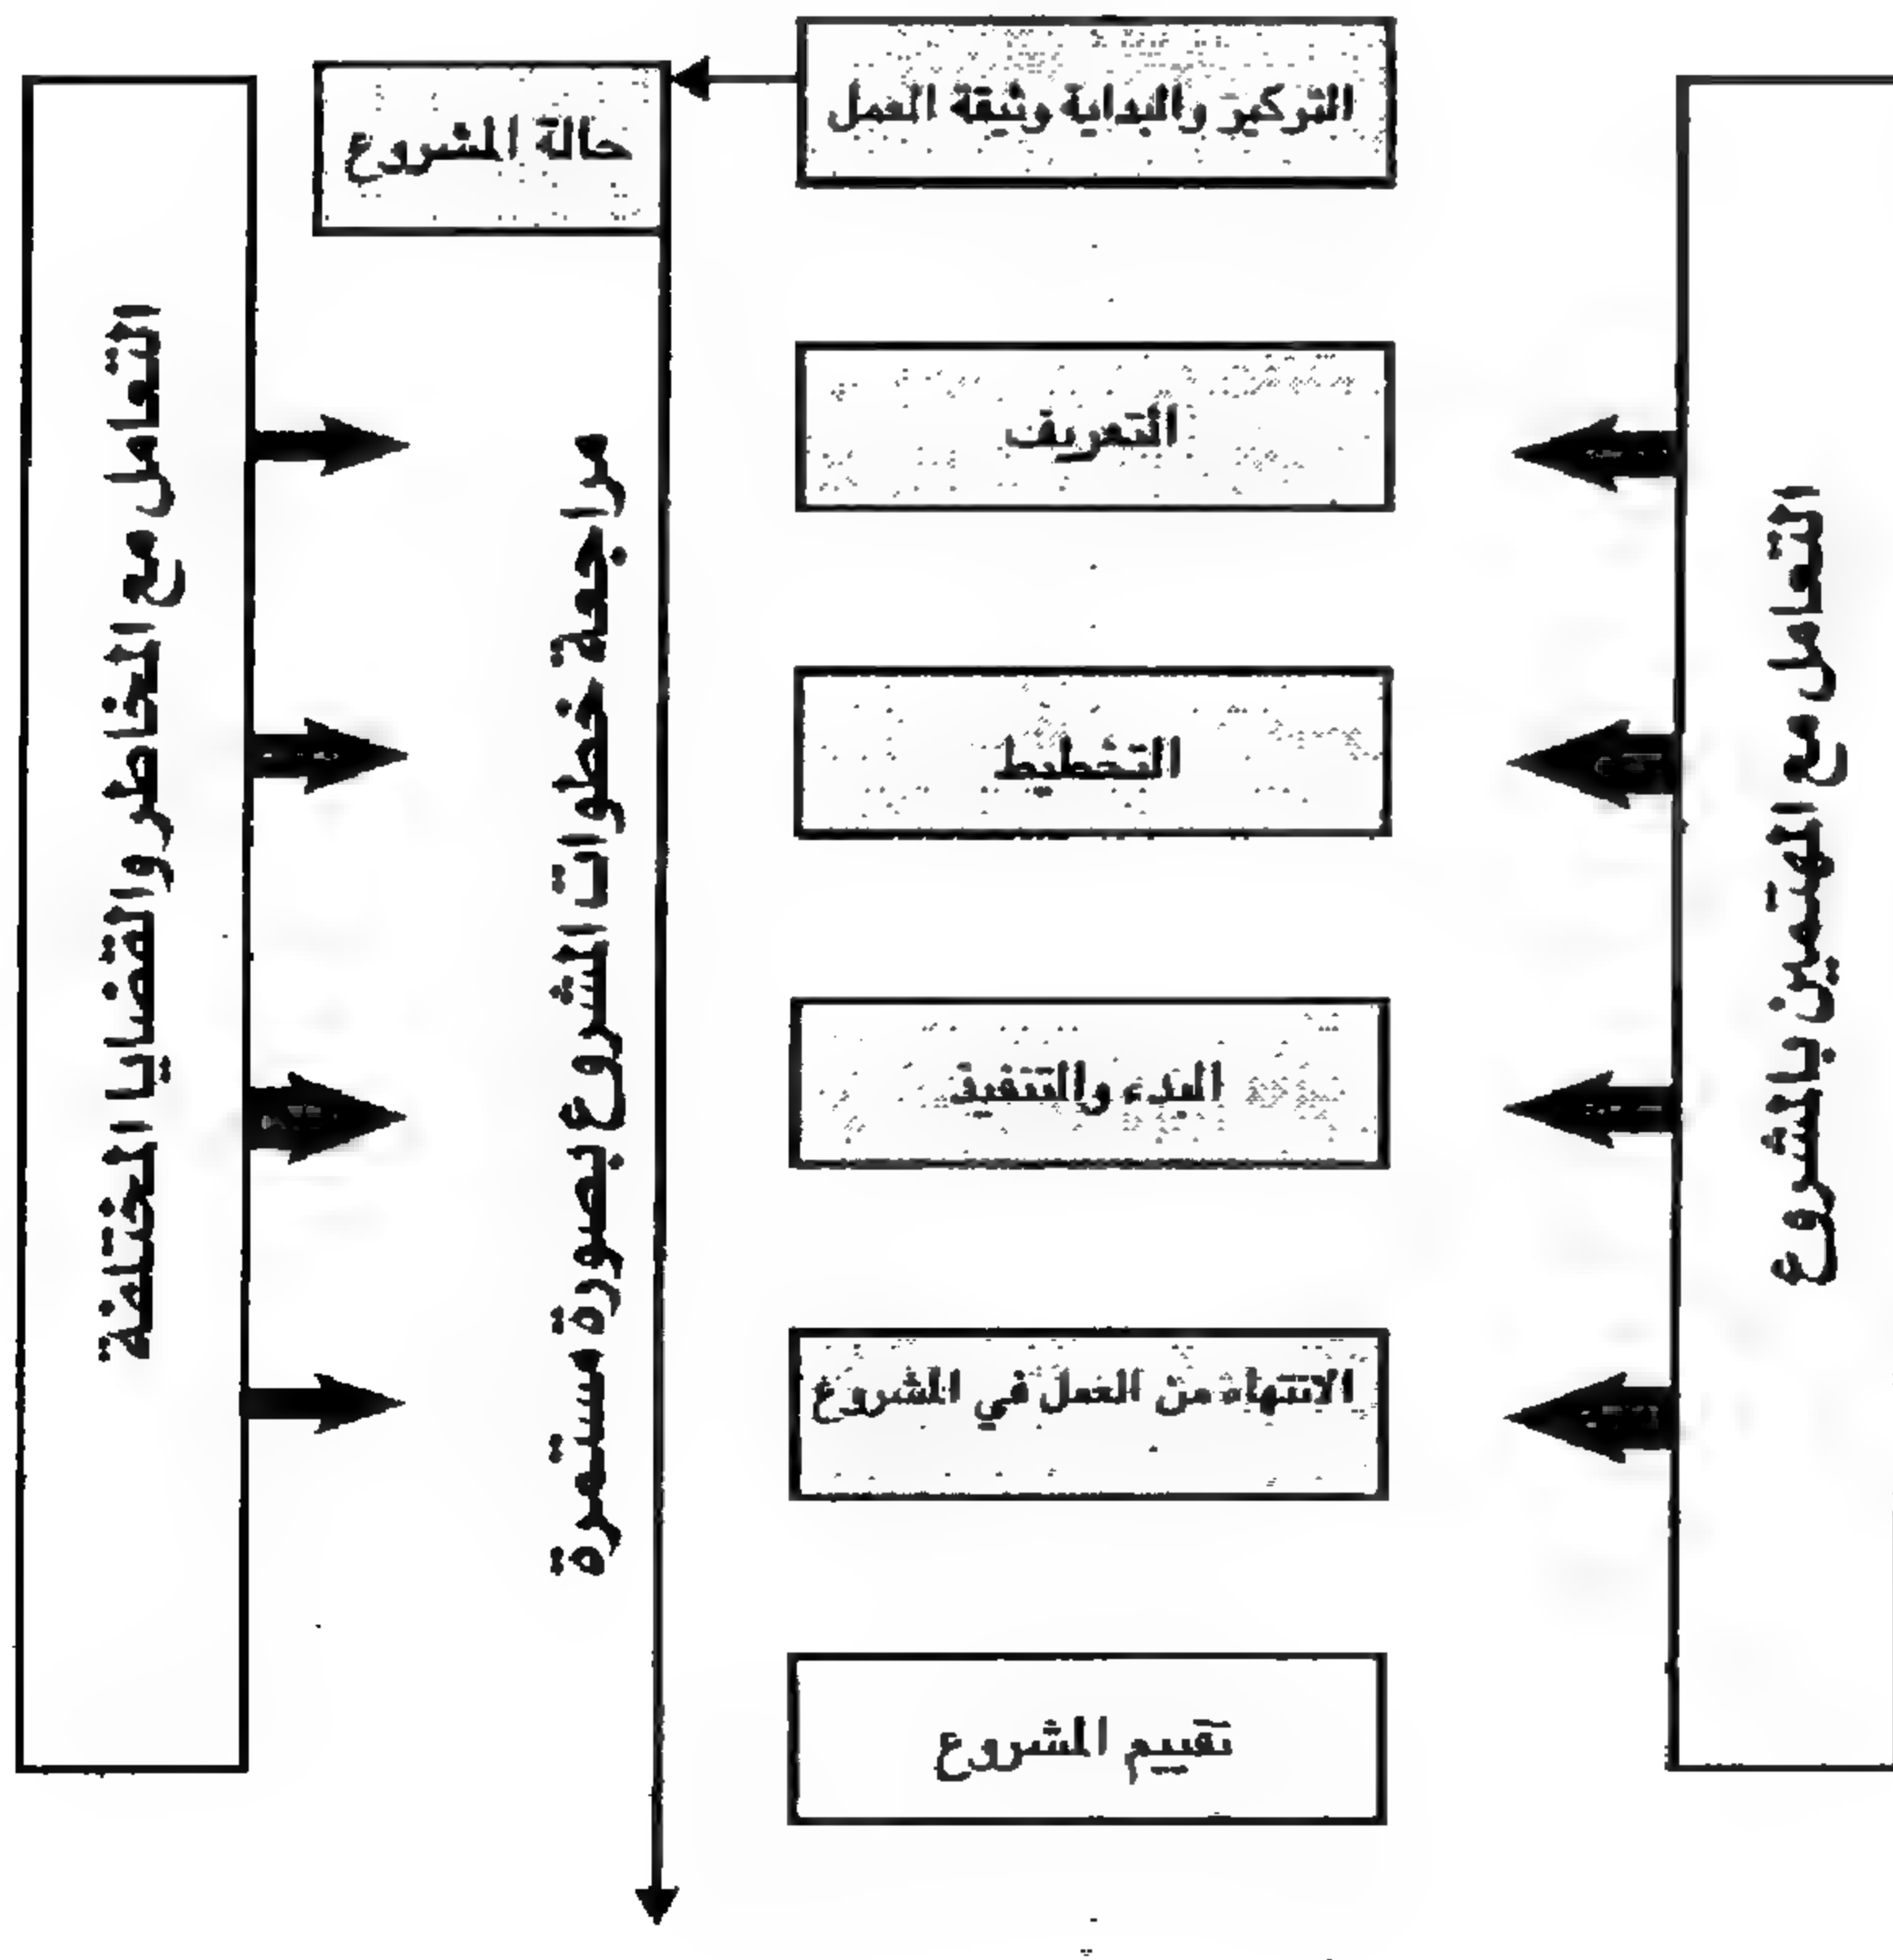 التركيز والبداية وثيقة العمل
حالة المشروع
التعريف
التخطيط
البدء والتنفيذ
الانتهاء من العمل في المشروع
تقييم المشروع
التعامل مع المهتمين بالمشروع
مراجعة خطوات المشروع بصورة مستمرة
التعامل مع المخاطر والقضايا المختلفة